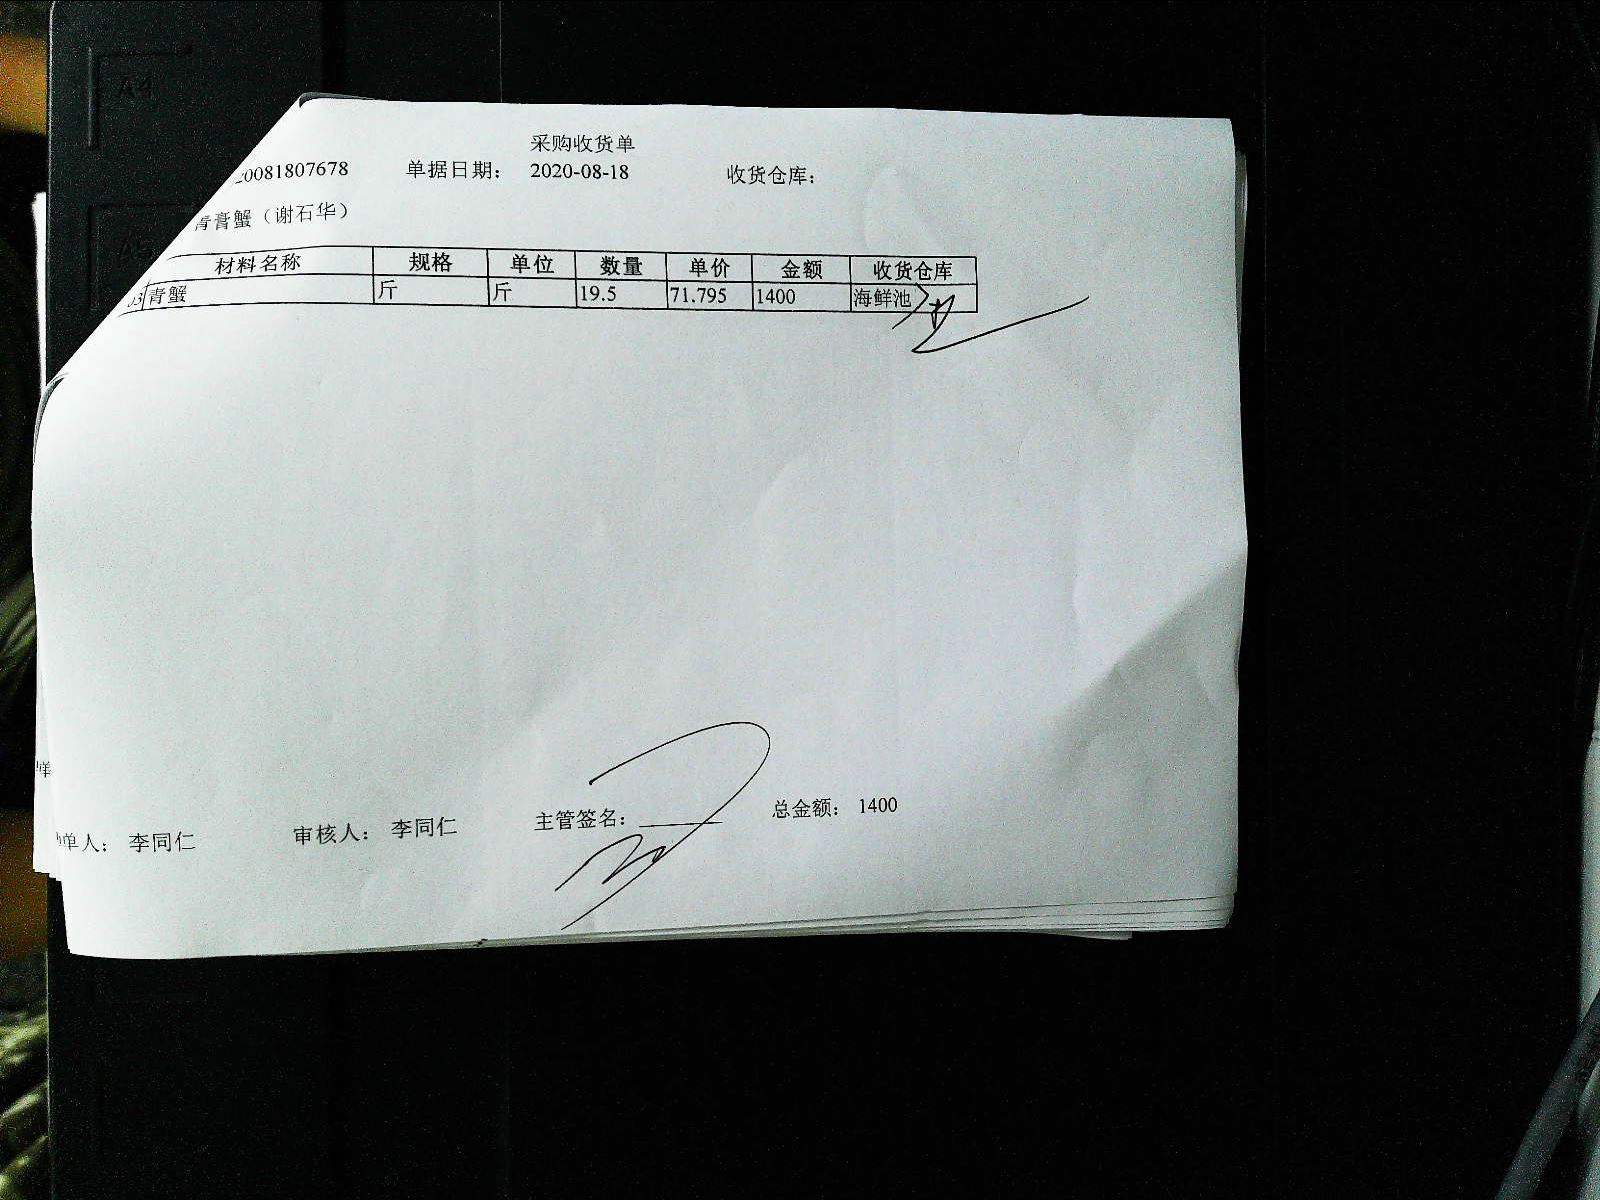 采购收货单
20081807678 单据日期： 2020-08-18 收货仓库：
青膏蟹（谢石华）
材料名称 规格 单位 数量 单价 金额 收货仓库
03 青蟹 斤 斤 19.5 71.795 1400 海鲜池
单人： 李同仁 审核人： 李同仁 主管签名：______ 总金额： 1400